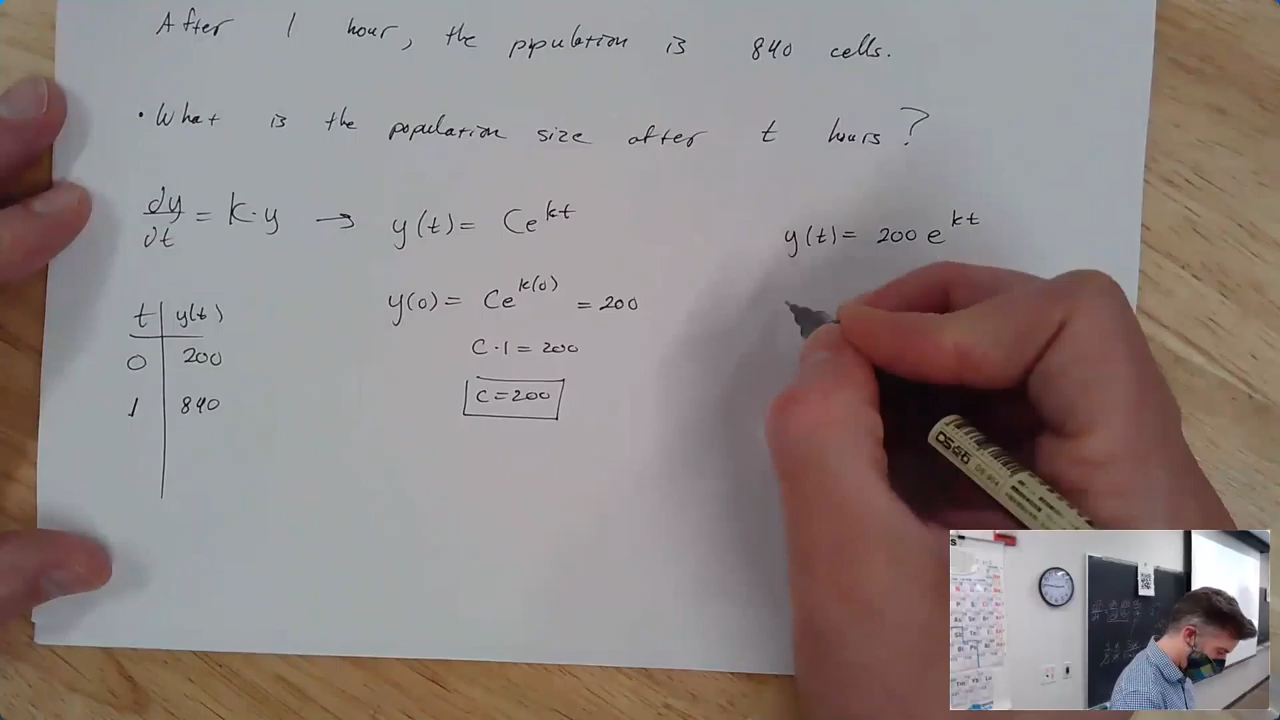 After 1 hour, the pipulation is 840 cells.
• What is the population size after t hours?
dy/dt = k·y → y(t) = Ce^kt
y(t) = 200 e^kt
y(0) = Ce^k(0) = 200
C·1 = 200
C = 200
t y(t)
0 200
1 840